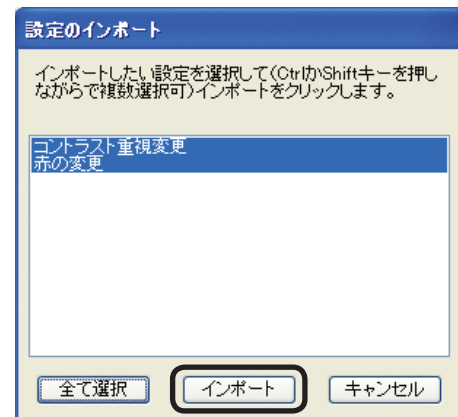 設定のインポート
インポートしたい設定を選択して(CtrlかShiftキーを押し
ながらで複数選択可)インポートをクリックします。
コントラスト重視変更
赤の変更
全て選択 インポート キャンセル